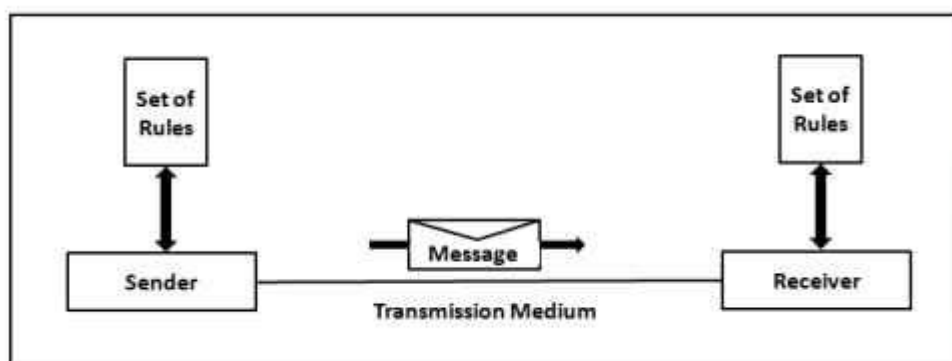 Set of
Rules
Set of
Rules
Message
Sender
Receiver
Transmission Medium